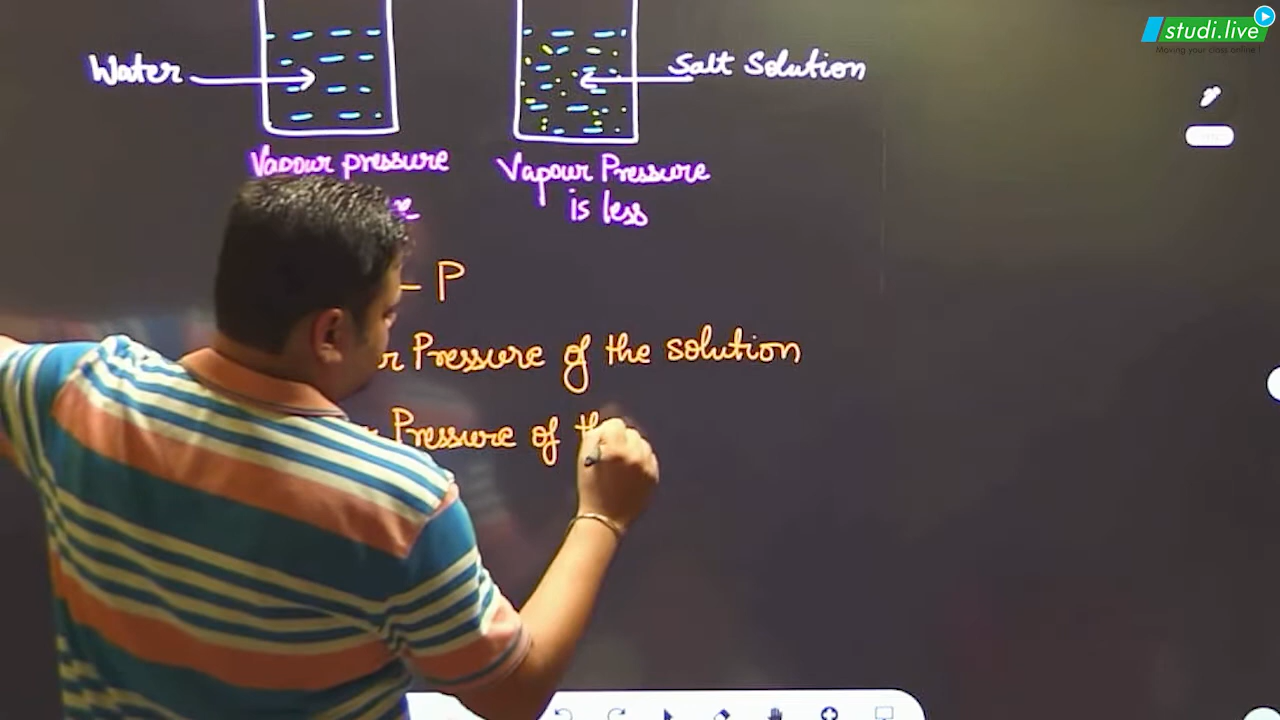 studi.live
Moving your class online !
Water
Salt Solution
Vapour pressure
Vapour Pressure
is less
- P
Pressure of the solution
Pressure of th